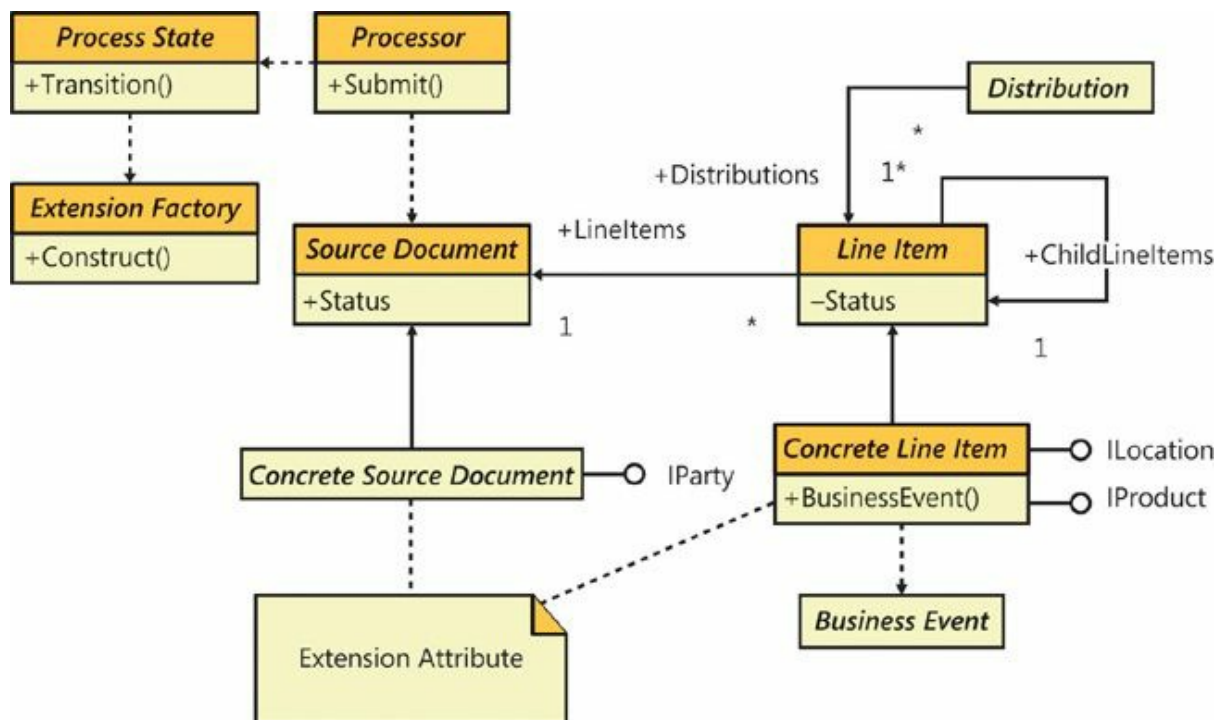 Process State
+Transition()
Processor
+Submit()
Distribution
*
+Distributions
1*
Extension Factory
+Construct()
Source Document
+Status
+LineItems
1
*
Line Item
–Status
+ChildLineItems
1
Concrete Source Document
IParty
Concrete Line Item
+BusinessEvent()
ILocation
IProduct
Extension Attribute
Business Event